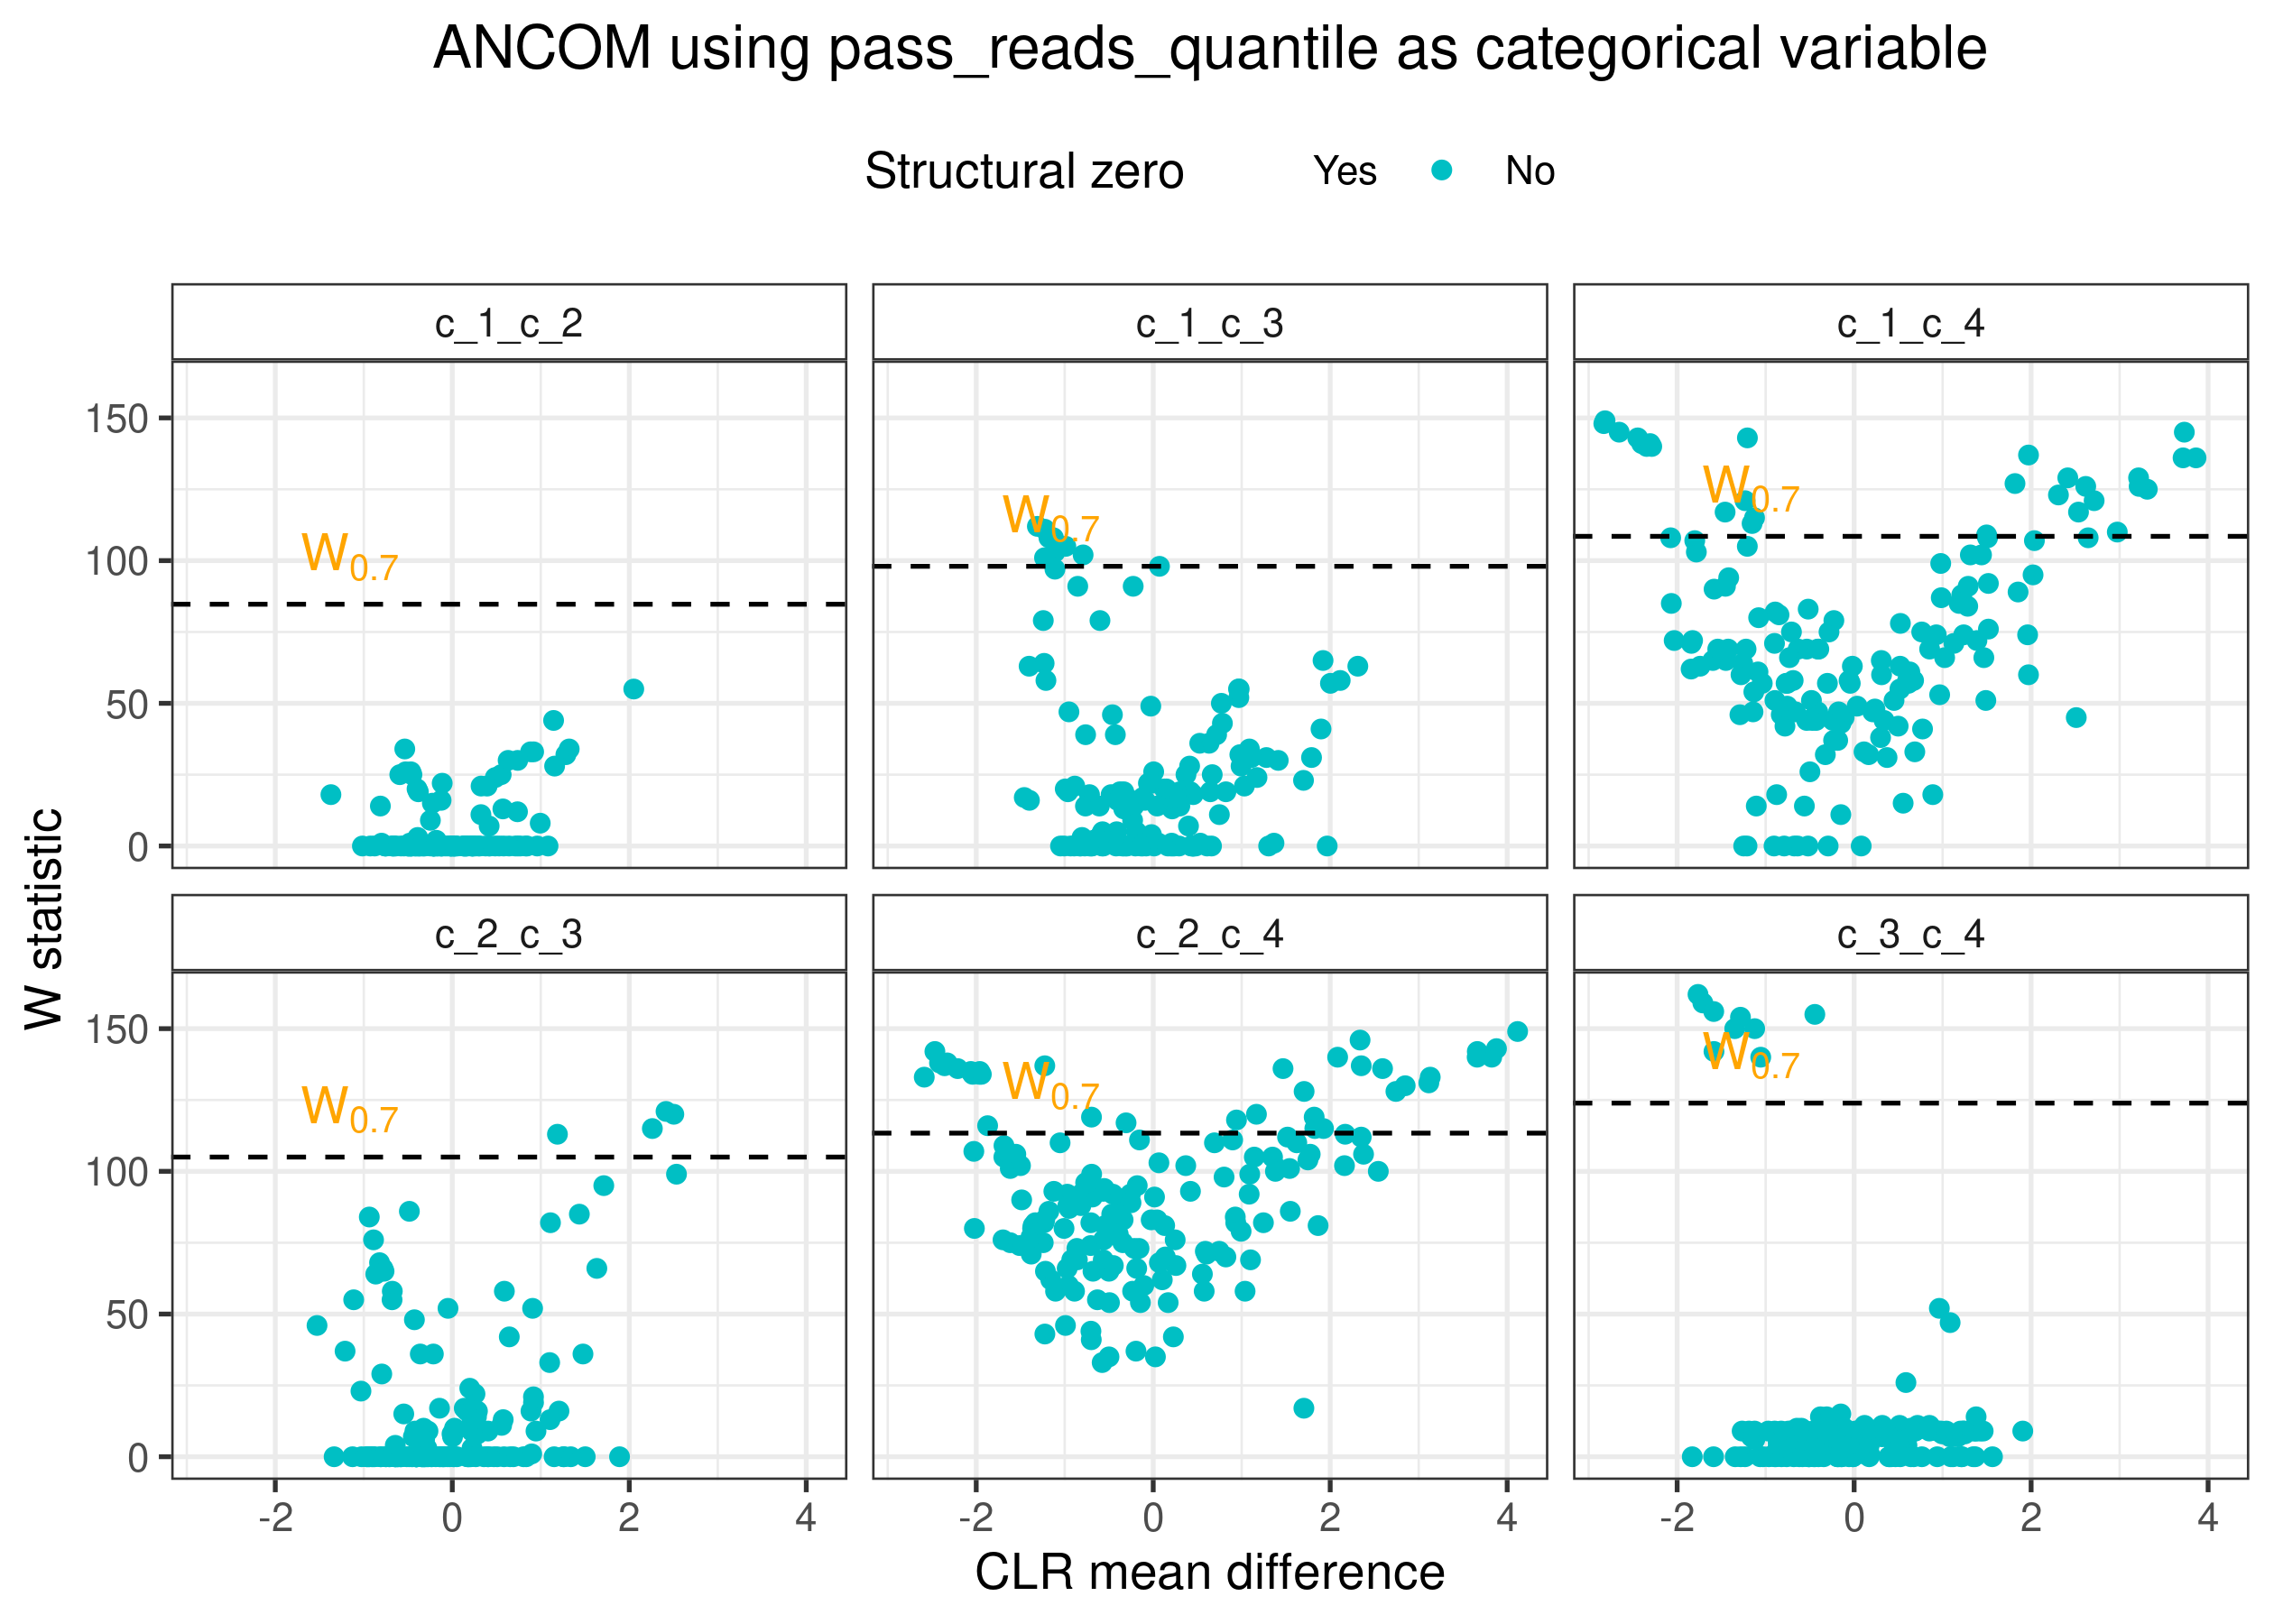 ANCOM using pass_reads_quantile as categorical variable
Structural zero Yes No
c_1_c_2 c_1_c_3 c_1_c_4
150
100
50
0
W0.7 W0.7 W0.7
c_2_c_3 c_2_c_4 c_3_c_4
150
100
50
0
W0.7 W0.7 W0.7
-2 0 2 4 -2 0 2 4 -2 0 2 4
CLR mean difference
W statistic